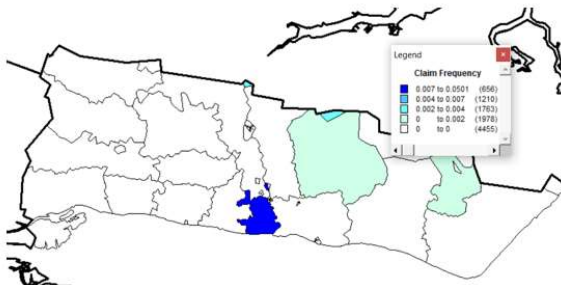 Legend
Claim Frequency
0.007 to 0.0501 (656)
0.004 to 0.007 (1210)
0.002 to 0.004 (1763)
0 to 0.002 (1978)
0 to 0 (4455)